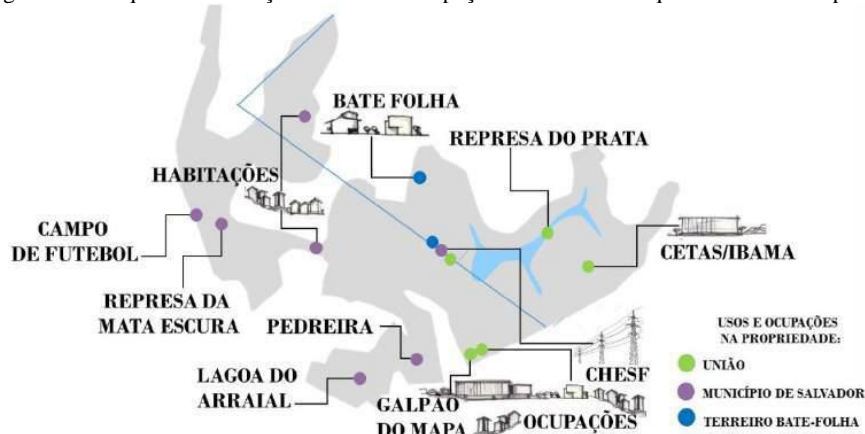 BATE FOLHA
REPRESA DO PRATA
HABITAÇÕES
CAMPO
DE FUTEBOL
CETAS/IBAMA
REPRESA DA
MATA ESCURA
PEDREIRA
LAGOA DO
ARRAIAL
GALPÃO
DO MAPA
OCUPAÇÕES
CHESF
USOS E OCUPAÇÕES
NA PROPRIEDADE:
UNIÃO
MUNICÍPIO DE SALVADOR
TERREIRO BATE-FOLHA